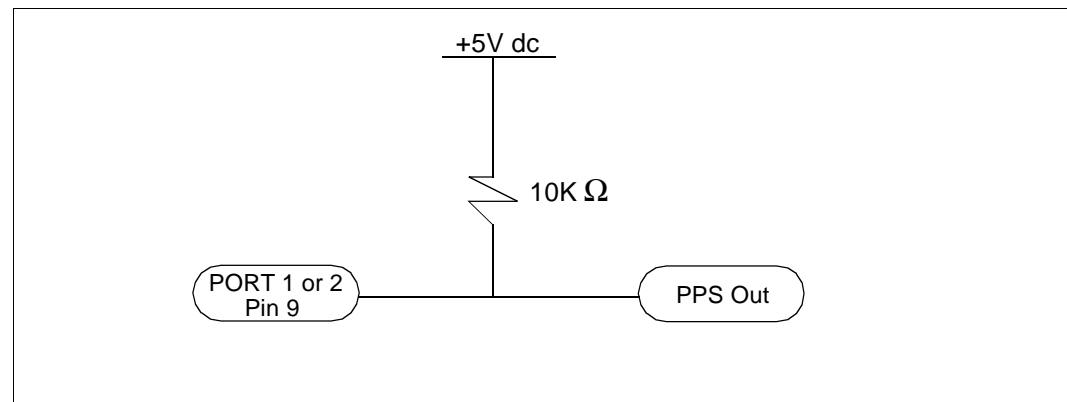 +5V dc
10K Ω
PORT 1 or 2
Pin 9
PPS Out